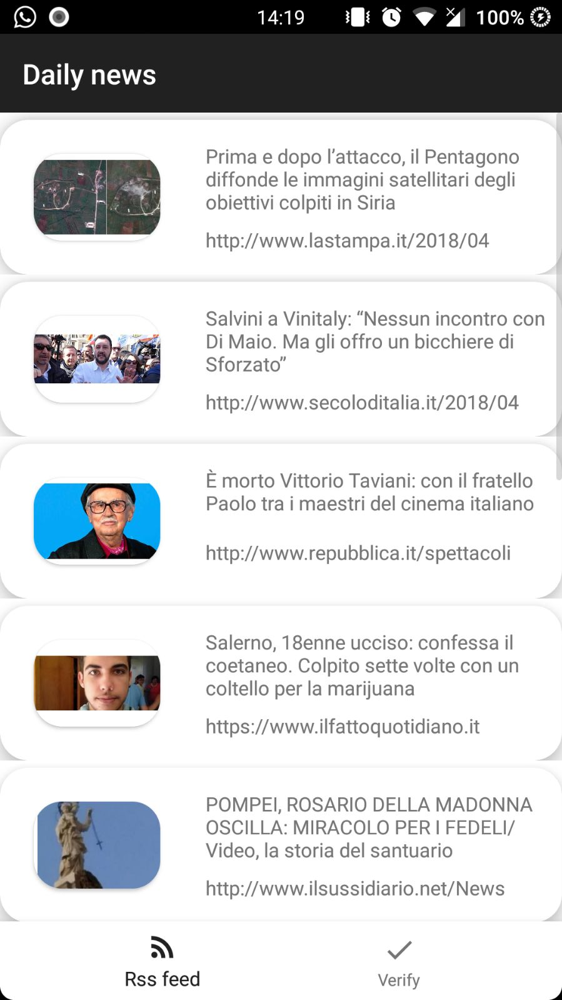 14:19
100%
Daily news
Prima e dopo l’attacco, il Pentagono
diffonde le immagini satellitari degli
obiettivi colpiti in Siria
http://www.lastampa.it/2018/04
Salvini a Vinitaly: “Nessun incontro con
Di Maio. Ma gli offro un bicchiere di
Sforzato”
http://www.secoloditalia.it/2018/04
È morto Vittorio Taviani: con il fratello
Paolo tra i maestri del cinema italiano
http://www.repubblica.it/spettacoli
Salerno, 18enne ucciso: confessa il
coetaneo. Colpito sette volte con un
coltello per la marijuana
https://www.ilfattoquotidiano.it
POMPEI, ROSARIO DELLA MADONNA
OSCILLA: MIRACOLO PER I FEDELI/
Video, la storia del santuario
http://www.ilsussidiario.net/News
Rss feed
Verify